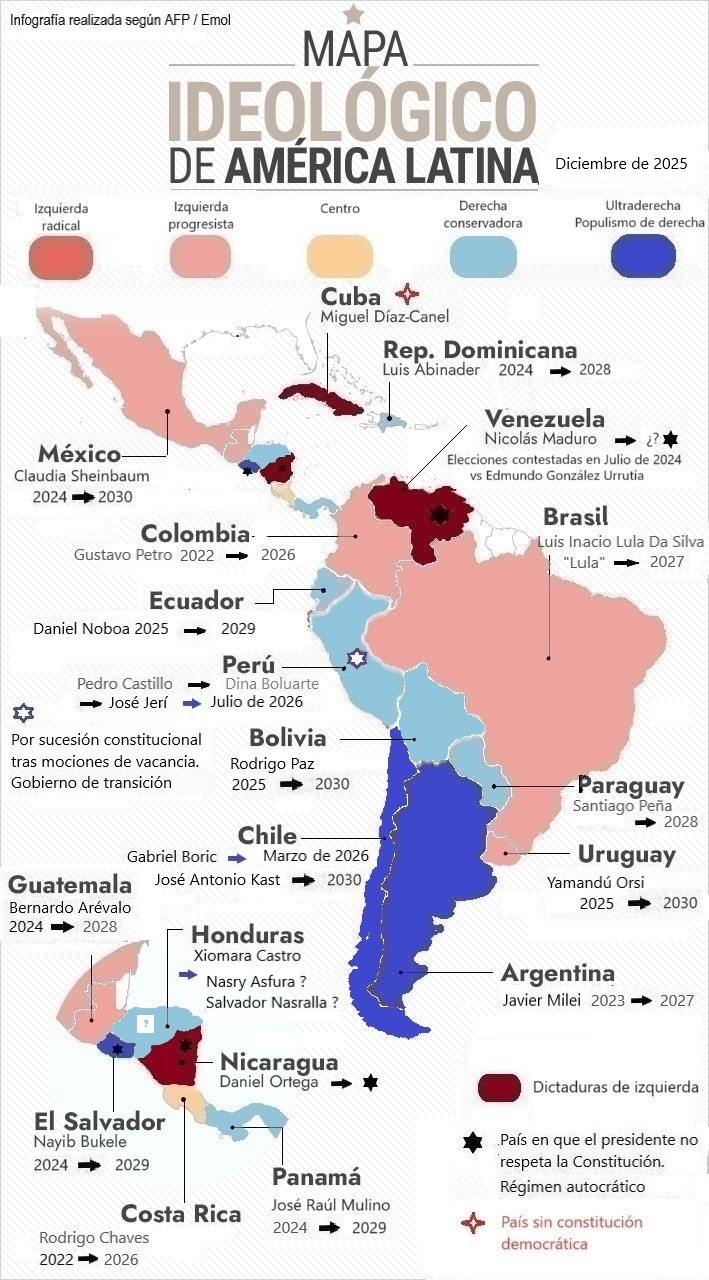 Infografía realizada según AFP / Emol
MAPA
IDEOLÓGICO
DE AMÉRICA LATINA
Diciembre de 2025
Izquierda
radical
Izquierda
progresista
Centro
Derecha
conservadora
Ultraderecha
Populismo de derecha
Cuba
Miguel Díaz-Canel
Rep. Dominicana
Luis Abinader 2024 2028
Venezuela
Nicolás Maduro ¿?
Elecciones contestadas en Julio de 2024
vs Edmundo González Urrutia
México
Claudia Sheinbaum
2024 2030
Brasil
Luis Inacio Lula Da Silva
"Lula" 2027
Colombia
Gustavo Petro 2022 2026
Ecuador
Daniel Noboa 2025 2029
Perú
Pedro Castillo Dina Boluarte
José Jerí Julio de 2026
Por sucesión constitucional
tras mociones de vacancia.
Gobierno de transición
Bolivia
Rodrigo Paz
2025 2030
Paraguay
Santiago Peña
2028
Chile
Gabriel Boric Marzo de 2026
José Antonio Kast 2030
Uruguay
Yamandú Orsi
2025 2030
Guatemala
Bernardo Arévalo
2024 2028
Honduras
Xiomara Castro
Nasry Asfura ?
Salvador Nasralla ?
?
Argentina
Javier Milei 2023 2027
Nicaragua
Daniel Ortega
Dictaduras de izquierda
El Salvador
Nayib Bukele
2024 2029
País en que el presidente no
respeta la Constitución.
Régimen autocrático
Panamá
José Raúl Mulino
2024 2029
Costa Rica
Rodrigo Chaves
2022 2026
País sin constitución
democrática